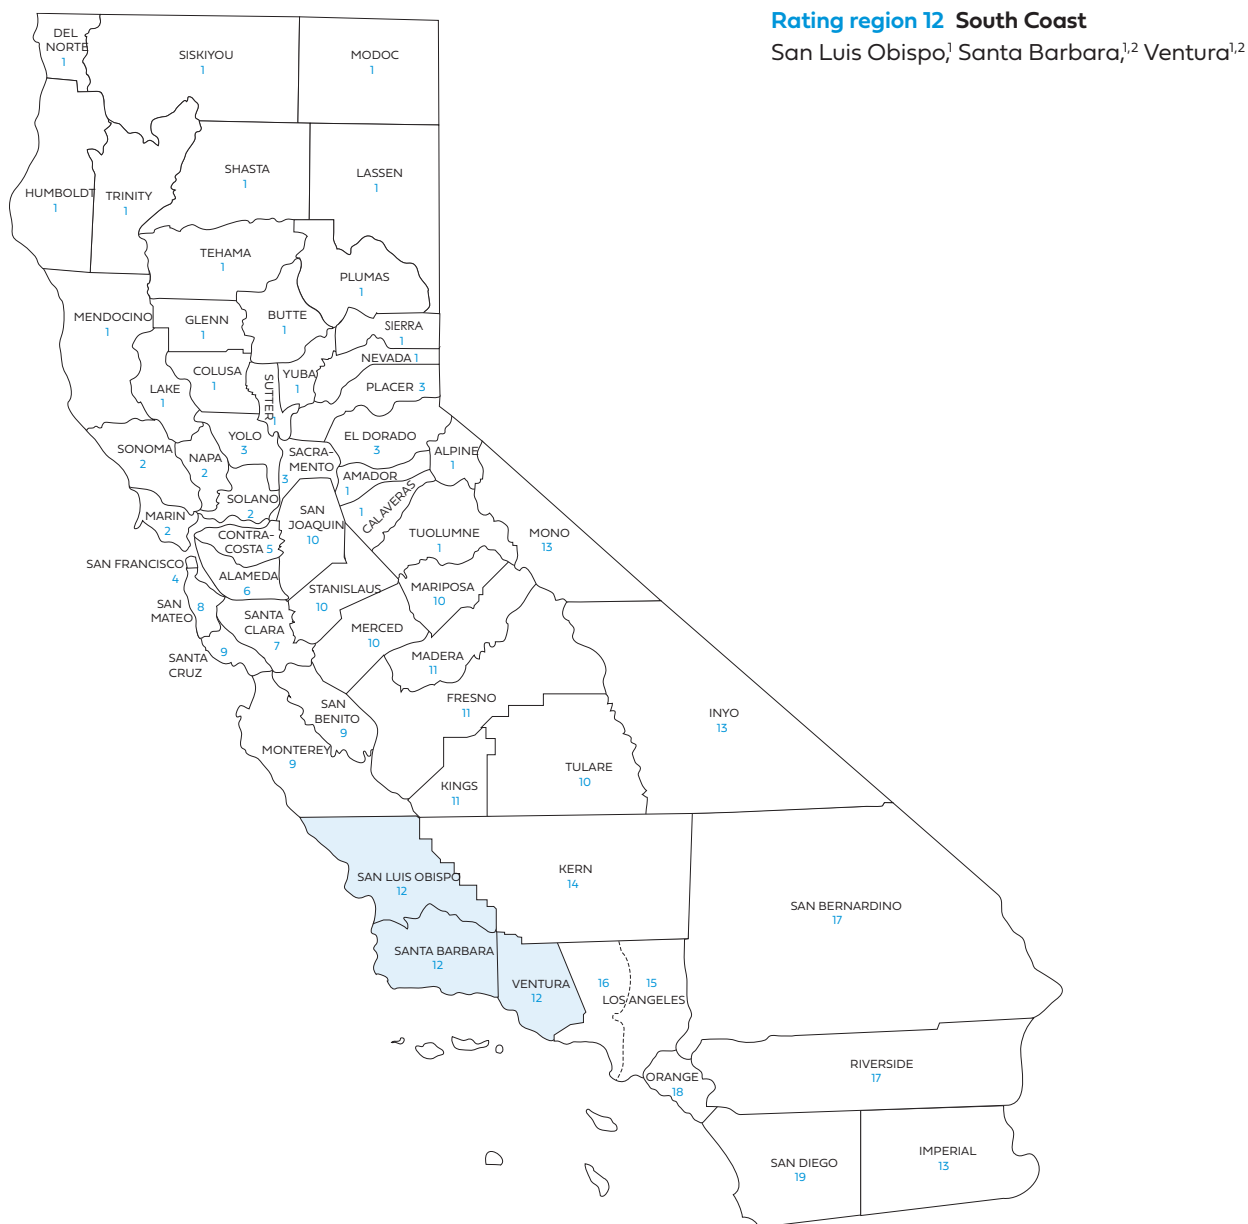 Rating region 12 South Coast
San Luis Obispo,1 Santa Barbara,1,2 Ventura1,2
DEL
NORTE
1
SISKIYOU
1
MODOC
1
HUMBOLDT
1
TRINITY
1
SHASTA
1
LASSEN
1
TEHAMA
1
PLUMAS
1
MENDOCINO
1
GLENN
1
BUTTE
1
SIERRA
1
NEVADA 1
COLUSA
1
SUTTER
1
YUBA
1
PLACER 3
LAKE
1
SONOMA
2
NAPA
2
YOLO
3
SACRA-
MENTO
3
EL DORADO
3
ALPINE
1
AMADOR
1
CALAVERAS
1
SOLANO
2
MARIN
2
SAN
JOAQUIN
10
TUOLUMNE
1
MONO
13
CONTRA-
COSTA 5
SAN FRANCISCO
4
ALAMEDA
6
STANISLAUS
10
MARIPOSA
10
SAN
MATEO
8
SANTA
CLARA
7
MERCED
10
MADERA
11
SANTA
CRUZ
9
SAN
BENITO
9
FRESNO
11
INYO
13
MONTEREY
9
KINGS
11
TULARE
10
SAN LUIS OBISPO
12
KERN
14
SAN BERNARDINO
17
SANTA BARBARA
12
VENTURA
12
16
15
LOS ANGELES
ORANGE
18
RIVERSIDE
17
SAN DIEGO
19
IMPERIAL
13